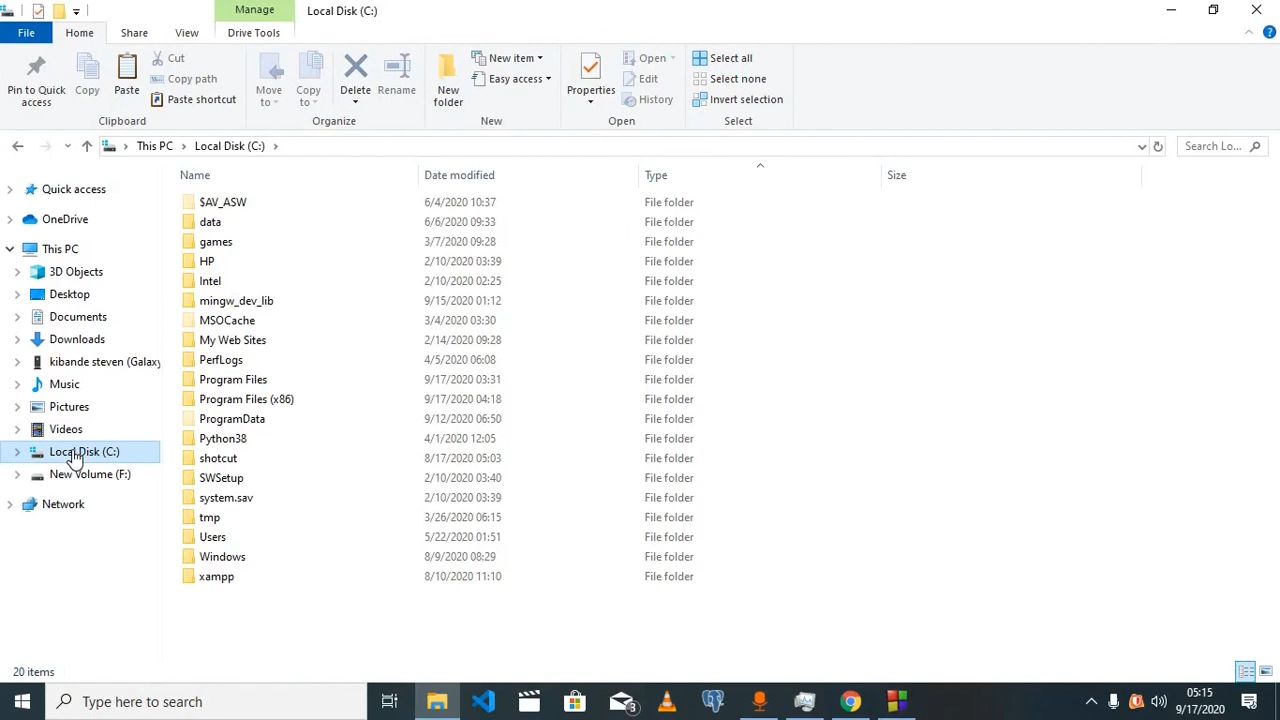 Manage
Local Disk (C:)
File
Home
Share
View
Drive Tools
Pin to Quick access
Copy
Paste
Cut
Copy path
Paste shortcut
Move to
Copy to
Delete
Rename
New folder
New item
Easy access
Properties
Open
Edit
History
Select all
Select none
Invert selection
Clipboard
Organize
New
Open
Select
This PC
Local Disk (C:)
Search Lo...
Name
Date modified
Type
Size
Quick access
OneDrive
This PC
3D Objects
Desktop
Documents
Downloads
kibande steven (Galaxy
Music
Pictures
Videos
Local Disk (C:)
New Volume (F:)
Network
$AV_ASW 6/4/2020 10:37 File folder
data 6/6/2020 09:33 File folder
games 3/7/2020 09:28 File folder
HP 2/10/2020 03:39 File folder
Intel 2/10/2020 02:25 File folder
mingw_dev_lib 9/15/2020 01:12 File folder
MSOCache 3/4/2020 03:30 File folder
My Web Sites 2/14/2020 09:28 File folder
PerfLogs 4/5/2020 06:08 File folder
Program Files 9/17/2020 03:31 File folder
Program Files (x86) 9/17/2020 04:18 File folder
ProgramData 9/12/2020 06:50 File folder
Python38 4/1/2020 12:05 File folder
shotcut 8/17/2020 05:03 File folder
SWSetup 2/10/2020 03:40 File folder
system.sav 2/10/2020 03:39 File folder
tmp 3/26/2020 06:15 File folder
Users 5/22/2020 01:51 File folder
Windows 8/9/2020 08:29 File folder
xampp 8/10/2020 11:10 File folder
20 items
Type here to search
3
05:15
9/17/2020